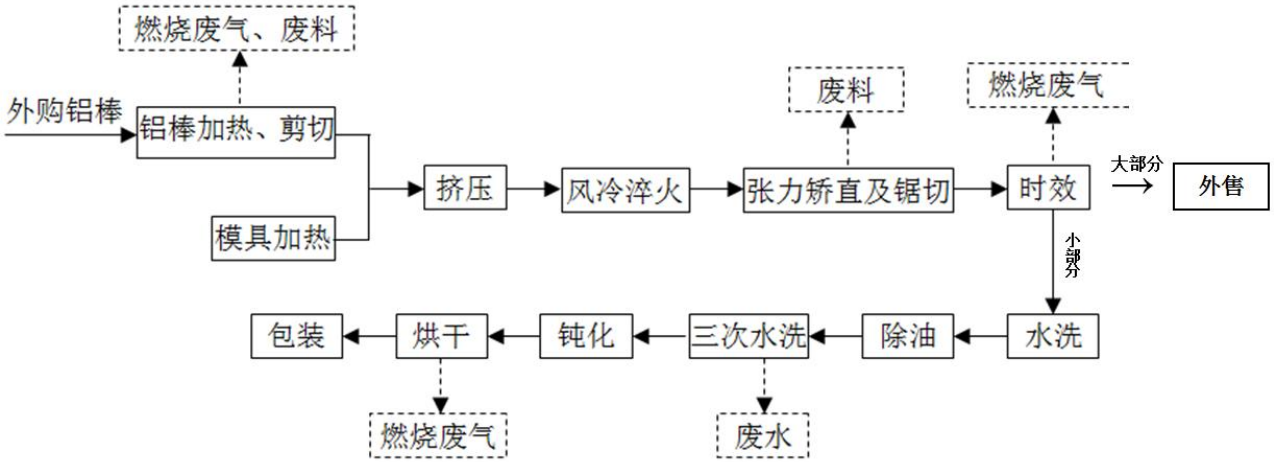 燃烧废气、废料
外购铝棒
铝棒加热、剪切
模具加热
挤压
风冷淬火
废料
张力矫直及锯切
燃烧废气
时效
大部分
外售
小部分
水洗
除油
三次水洗
废水
钝化
烘干
燃烧废气
包装